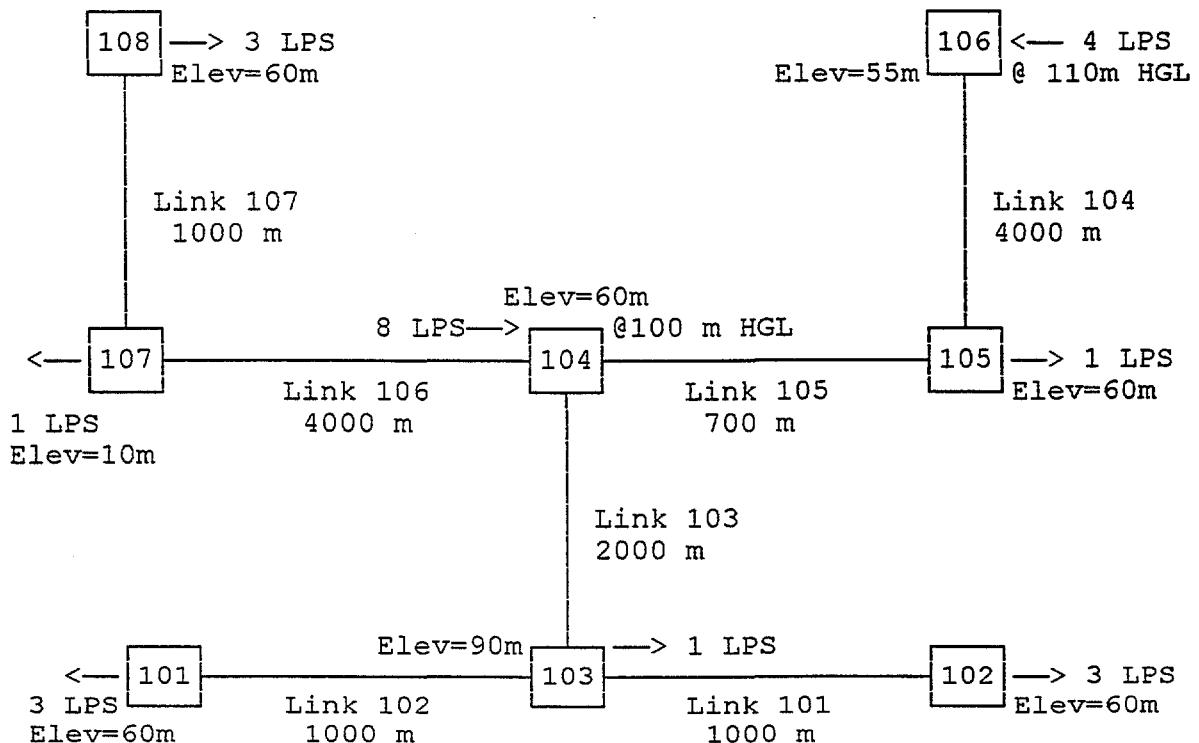 108 —> 3 LPS
Elev=60m
106 <— 4 LPS
Elev=55m @ 110m HGL
Link 107
1000 m
Link 104
4000 m
Elev=60m
8 LPS—> @100 m HGL
<— 107
104
105 —> 1 LPS
Elev=60m
1 LPS
Elev=10m
Link 106
4000 m
Link 105
700 m
Link 103
2000 m
Elev=90m —> 1 LPS
<— 101
103
102 —> 3 LPS
Elev=60m
3 LPS
Elev=60m
Link 102
1000 m
Link 101
1000 m